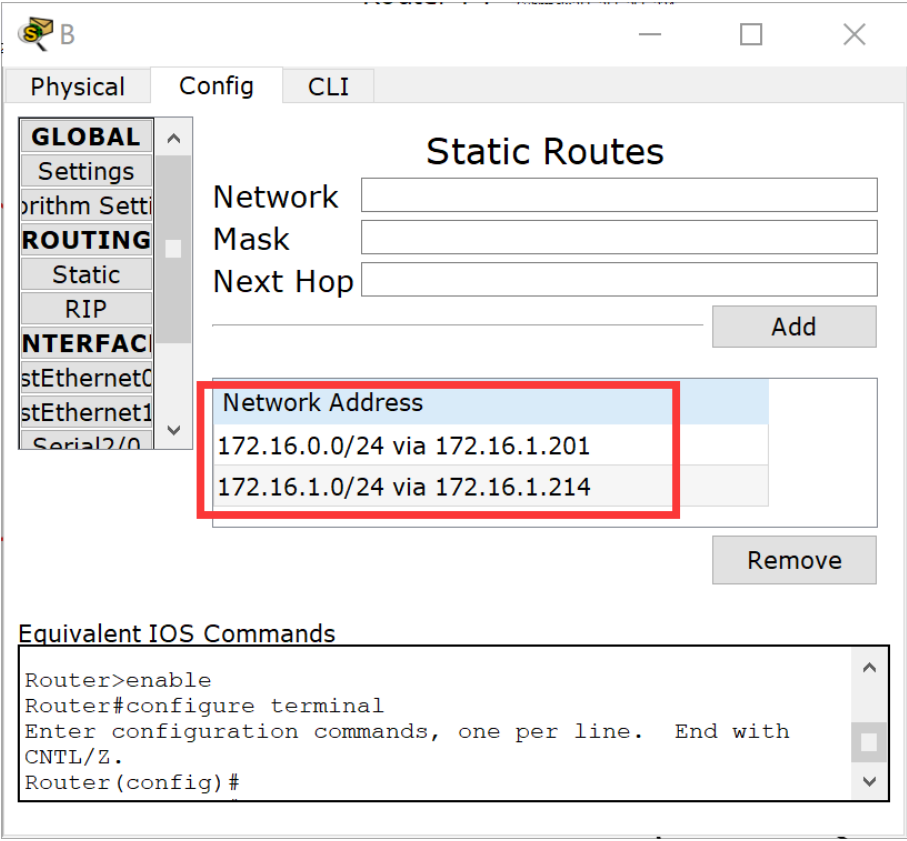 B
Physical
Config
CLI
GLOBAL
Settings
orithm Setti
ROUTING
Static
RIP
NTERFAC
stEthernet0
stEthernet1
Serial2/0
Static Routes
Network
Mask
Next Hop
Add
Network Address
172.16.0.0/24 via 172.16.1.201
172.16.1.0/24 via 172.16.1.214
Remove
Equivalent IOS Commands
Router>enable
Router#configure terminal
Enter configuration commands, one per line.  End with
CNTL/Z.
Router(config)#